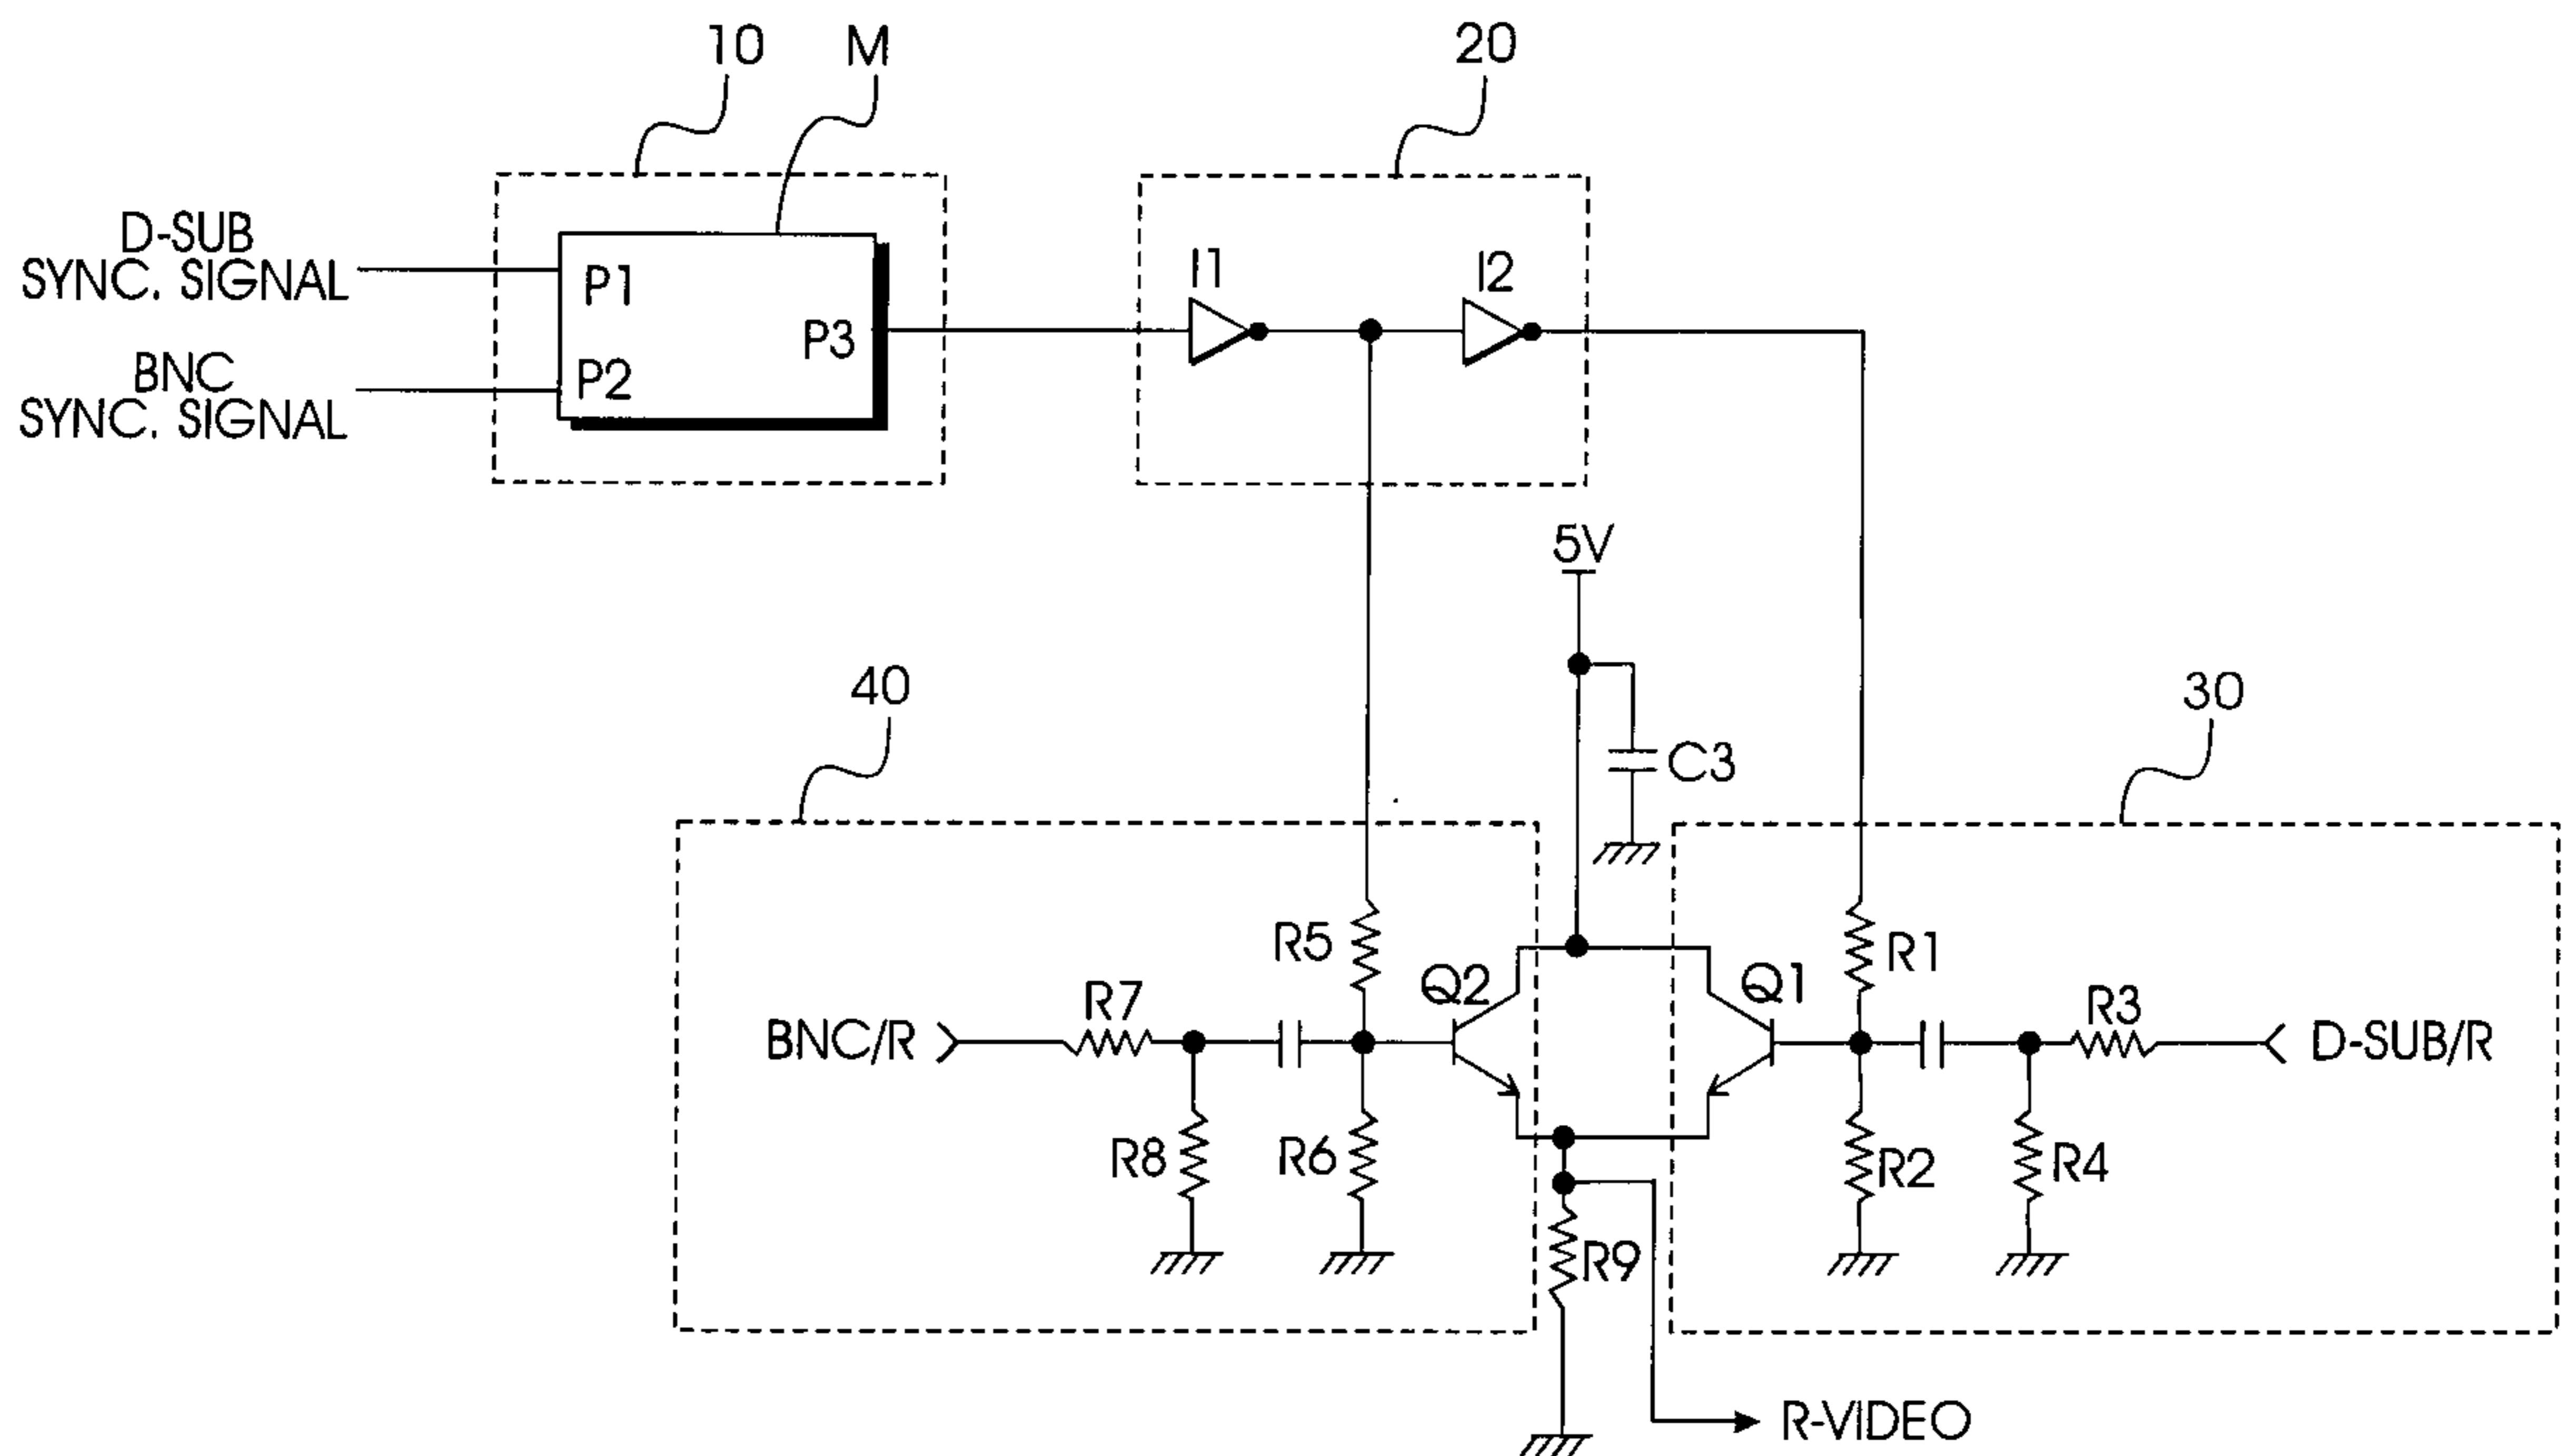 10
M
20
D-SUB
SYNC. SIGNAL
P1
P3
BNC
SYNC. SIGNAL
P2
I1
I2
5V
C3
40
30
R5
R1
Q2
Q1
R7
R3
BNC/R
D-SUB/R
R8
R6
R2
R4
R9
R-VIDEO